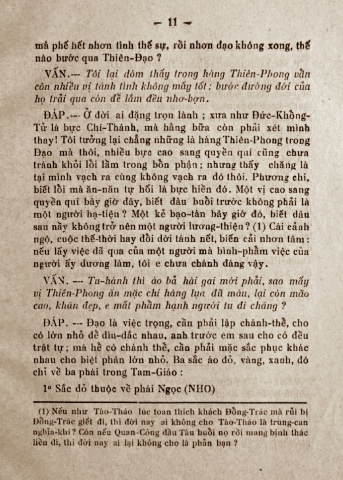 — 11 —
má phế hết nhơn tình thế sự, rồi nhơn đạo không xong, thế
nào bước qua Thiên-Đạo ?
VẤN.— Tôi lại dòm thấy trong hàng Thiên-Phong vẫn
còn nhiều vị tánh tình không mấy tốt; bước đường đời của
họ trải qua còn đề lắm đều nhơ-bợn.
ĐÁP.— Ở đời ai đặng trọn lành ; xưa như Đức-Khổng-
Tử là bực Chí-Thánh, mà hằng bữa còn phải xét mình
thay! Tôi tưởng lại chẳng những là hàng Thiên-Phong trong
Đạo mà thôi, nhiều bực cao sang quyền quí cũng chưa
tránh khỏi lỗi lầm trong bồn phận; nhưng thấy chăng là
tại mình vạch ra cùng không vạch ra đó thôi. Phương chi,
biết lỗi mà ăn-năn tự hối là bực hiền đó. Một vị cao sang
quyền quí bây giờ đây, biết đâu buổi trước không phải là
một người hạ-tiện ? Một kẻ bạo-tàn bây giờ đó, biết đâu
sau nầy không trở nên một người lương-thiện ? (1) Cái cảnh
ngộ, cuộc thế-thời hay đổi dời tánh nết, biến cải nhơn tâm:
nếu lấy việc đã qua của một người mà bình-phẩm việc của
người ấy đương làm, tôi e chưa chánh đáng vậy.
VẤN. — Tu-hành thì áo bả hài gai mới phải, sao mấy
vị Thiên-Phong ăn mặc chi hàng lụa đã màu, lại còn mão
cao, khăn đẹp, e mất phẩm hạnh người tu đi chăng ?
ĐÁP. — Đạo là việc trọng, cần phải lập chánh-thể, cho
có lớn nhỏ để dìu-dắc nhau, anh trước em sau cho có đều
trật tự ; mà hễ có chánh thể, cần phải mặc sắc phục khác
nhau cho biệt phân lớn nhỏ. Ba sắc áo đỏ, vàng, xanh, đó
chỉ về ba phái trong Tam-Giáo :
1º Sắc đỏ thuộc về phái Ngọc (NHO)
(1) Nếu như Tào-Tháo lúc toan thích khách Đổng-Trác mà rủi bị
Đổng-Trác giết đi, thì đời nay ai không cho Tào-Tháo là trung-can
nghĩa-khí ? Còn nếu Quan-Công đầu Tàu buổi nọ rồi mang bịnh thác
liền đi, thì đời nay ai lại không cho là phản bạn ?